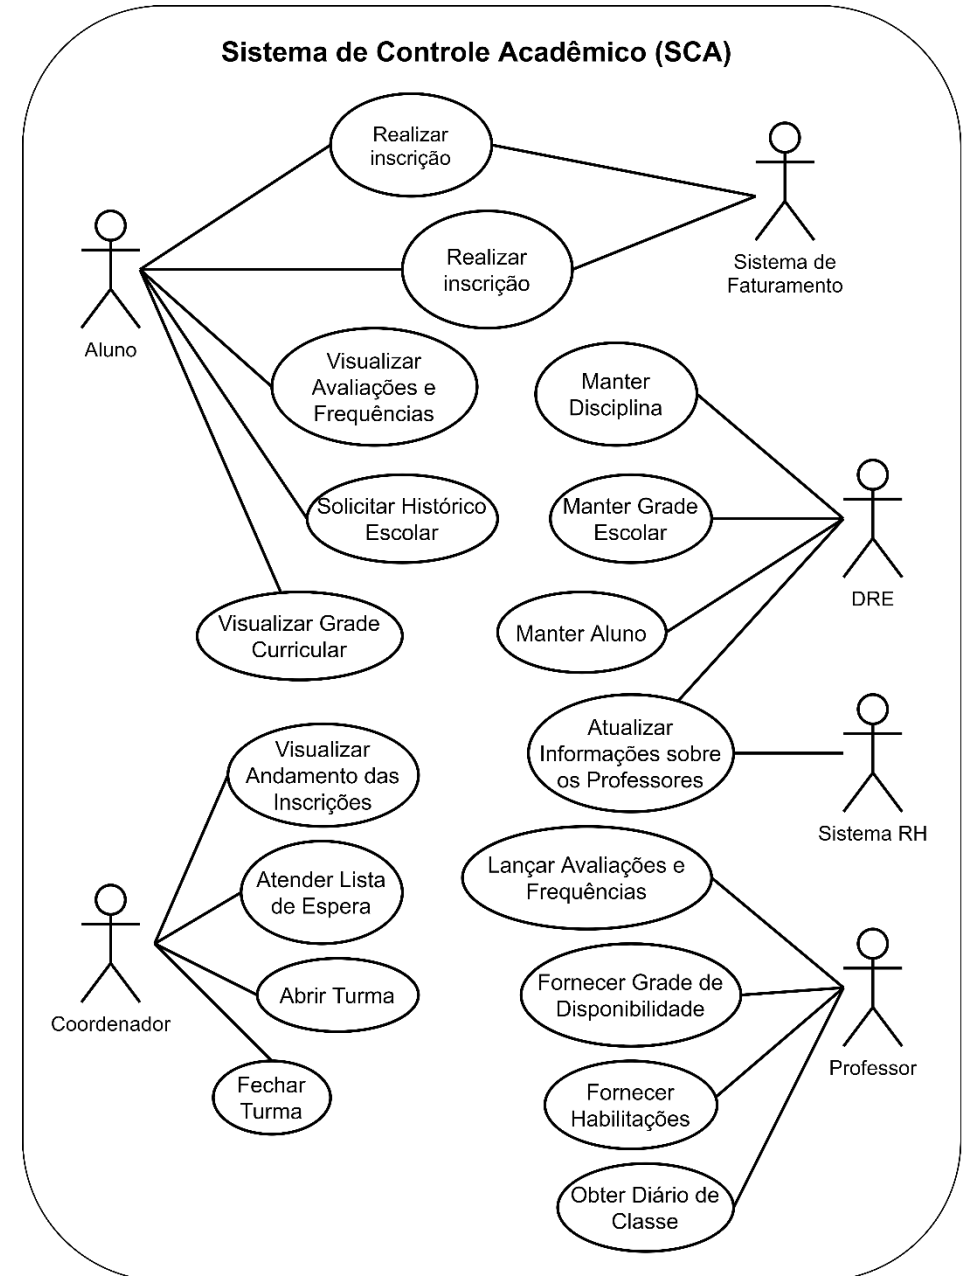 Sistema de Controle Acadêmico (SCA)
Realizar
inscrição
Realizar
inscrição
Sistema de
Faturamento
Aluno
Visualizar
Avaliações e
Frequências
Manter
Disciplina
Solicitar Histórico
Escolar
Manter Grade
Escolar
DRE
Visualizar Grade
Curricular
Manter Aluno
Atualizar
Informações sobre
os Professores
Visualizar
Andamento das
Inscrições
Sistema RH
Lançar Avaliações e
Frequências
Atender Lista
de Espera
Abrir Turma
Fornecer Grade de
Disponibilidade
Coordenador
Professor
Fechar
Turma
Fornecer
Habilitações
Obter Diário de
Classe